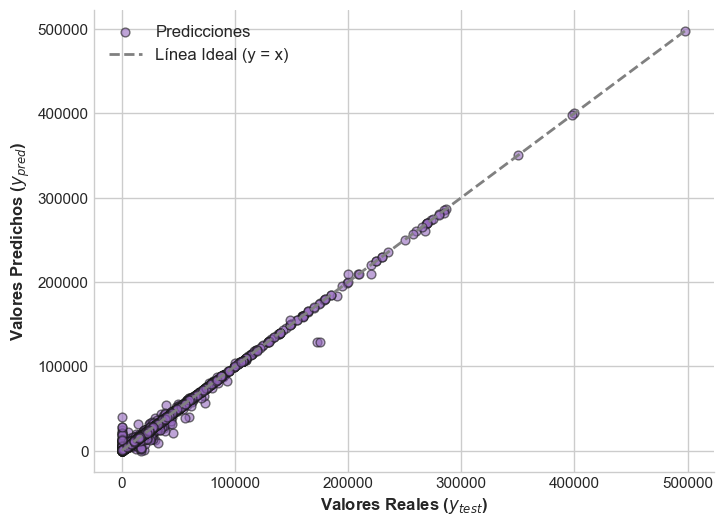 Predicciones
Línea Ideal (y = x)
500000
400000
300000
200000
100000
0
Valores Predichos (y_pred)
0 100000 200000 300000 400000 500000
Valores Reales (y_test)